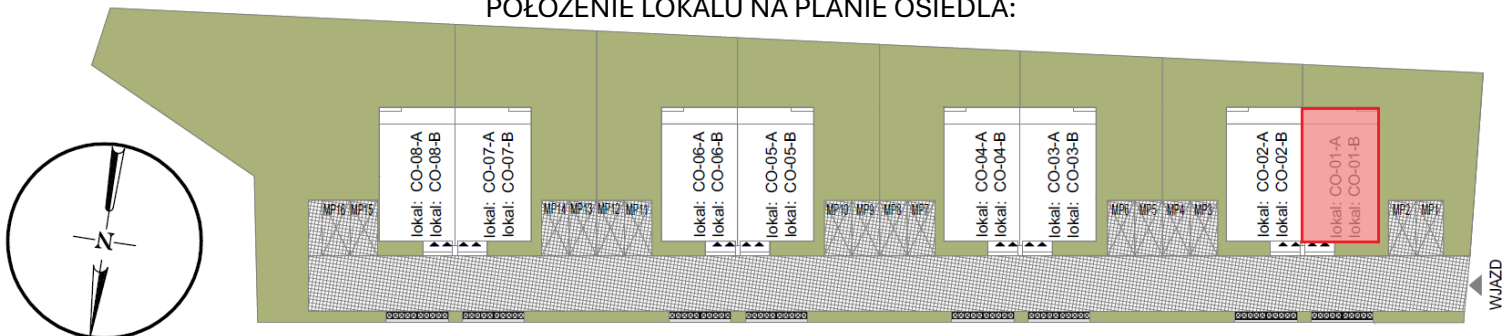 POŁOŻENIE LOKALU NA PLANIE OSIEDLA:
lokal: CO-08-A
lokal: CO-08-B
lokal: CO-07-A
lokal: CO-07-B
lokal: CO-06-A
lokal: CO-06-B
lokal: CO-05-A
lokal: CO-05-B
lokal: CO-04-A
lokal: CO-04-B
lokal: CO-03-A
lokal: CO-03-B
lokal: CO-02-A
lokal: CO-02-B
lokal: CO-01-A
lokal: CO-01-B
MP16 MP15
MP14 MP13 MP12 MP11
MP10 MP9 MP8 MP7
MP6 MP5 MP4 MP3
MP2 MP1
N
WJAZD